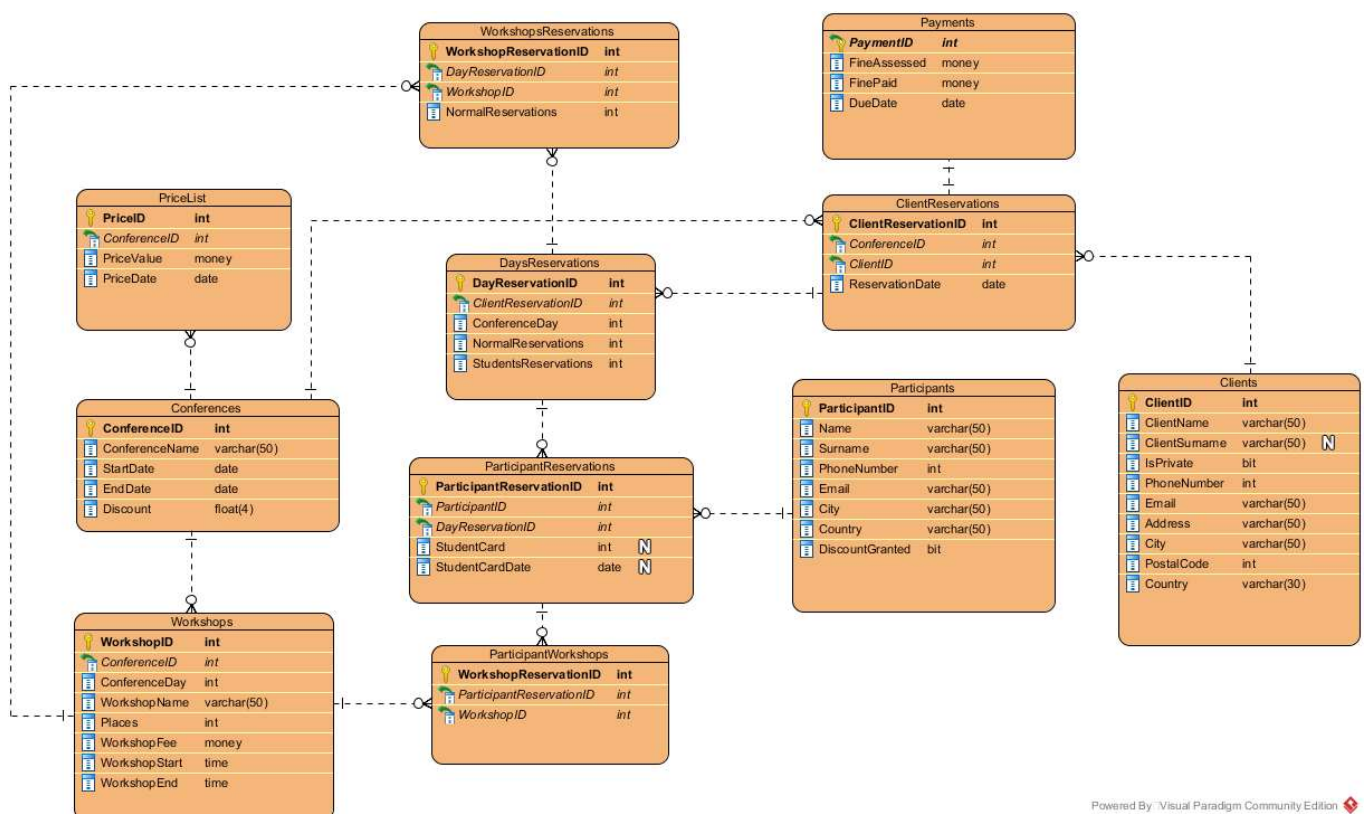 WorkshopsReservations
WorkshopReservationID int
DayReservationID int
WorkshopID int
NormalReservations int
Payments
PaymentID int
FineAssessed money
FinePaid money
DueDate date
PriceList
PriceID int
ConferenceID int
PriceValue money
PriceDate date
ClientReservations
ClientReservationID int
ConferenceID int
ClientID int
ReservationDate date
DaysReservations
DayReservationID int
ClientReservationID int
ConferenceDay int
NormalReservations int
StudentsReservations int
Conferences
ConferenceID int
ConferenceName varchar(50)
StartDate date
EndDate date
Discount float(4)
Participants
ParticipantID int
Name varchar(50)
Surname varchar(50)
PhoneNumber int
Email varchar(50)
City varchar(50)
Country varchar(50)
DiscountGranted bit
Clients
ClientID int
ClientName varchar(50)
ClientSurname varchar(50) N
IsPrivate bit
PhoneNumber int
Email varchar(50)
Address varchar(50)
City varchar(50)
PostalCode int
Country varchar(30)
ParticipantReservations
ParticipantReservationID int
ParticipantID int
DayReservationID int
StudentCard int N
StudentCardDate date N
Workshops
WorkshopID int
ConferenceID int
ConferenceDay int
WorkshopName varchar(50)
Places int
WorkshopFee money
WorkshopStart time
WorkshopEnd time
ParticipantWorkshops
WorkshopReservationID int
ParticipantReservationID int
WorkshopID int
Powered By Visual Paradigm Community Edition